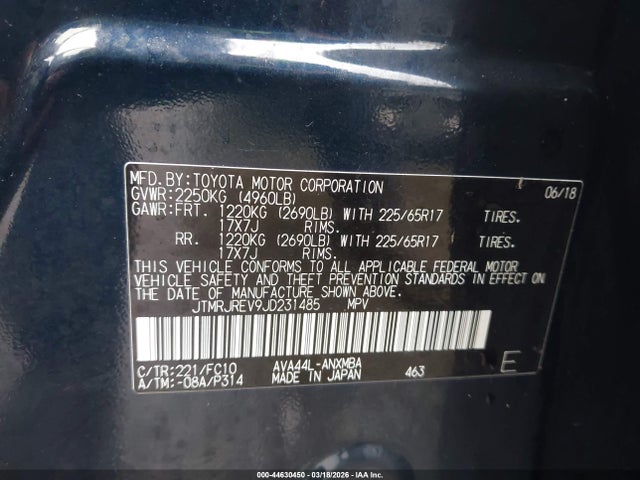 MFD.BY:TOYOTA MOTOR CORPORATION 06/18
GVWR:2250KG (4960LB)
GAWR:FRT. 1220KG (2690LB) WITH 225/65R17 TIRES.
17X7J RIMS.
RR. 1220KG (2690LB) WITH 225/65R17 TIRES.
17X7J RIMS.
THIS VEHICLE CONFORMS TO ALL APPLICABLE FEDERAL MOTOR
VEHICLE SAFETY AND THEFT PREVENTION STANDARDS IN EFFECT ON
THE DATE OF MANUFACTURE SHOWN ABOVE.
JTMRJREV9JD231485 MPV
C/TR:221/FC10 AVA44L-ANXMBA
A/TM:-08A/P314 MADE IN JAPAN 463 E
000-44630450 - 03/18/2026 - IAA Inc.